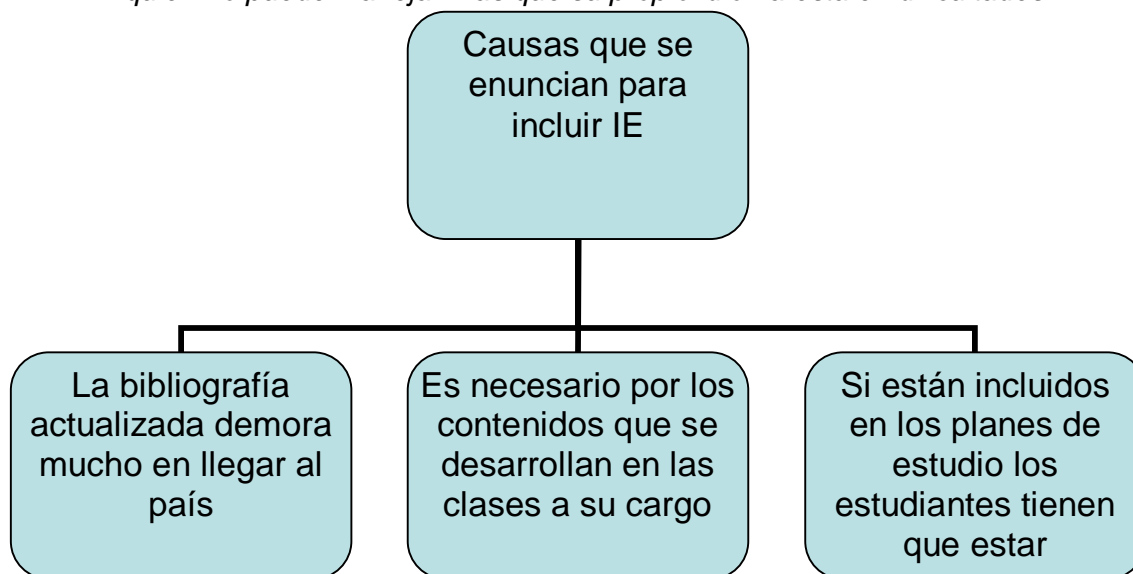 Causas que se
enuncian para
incluir IE
La bibliografía
actualizada demora
mucho en llegar al
país
Es necesario por los
contenidos que se
desarrollan en las
clases a su cargo
Si están incluidos
en los planes de
estudio los
estudiantes tienen
que estar